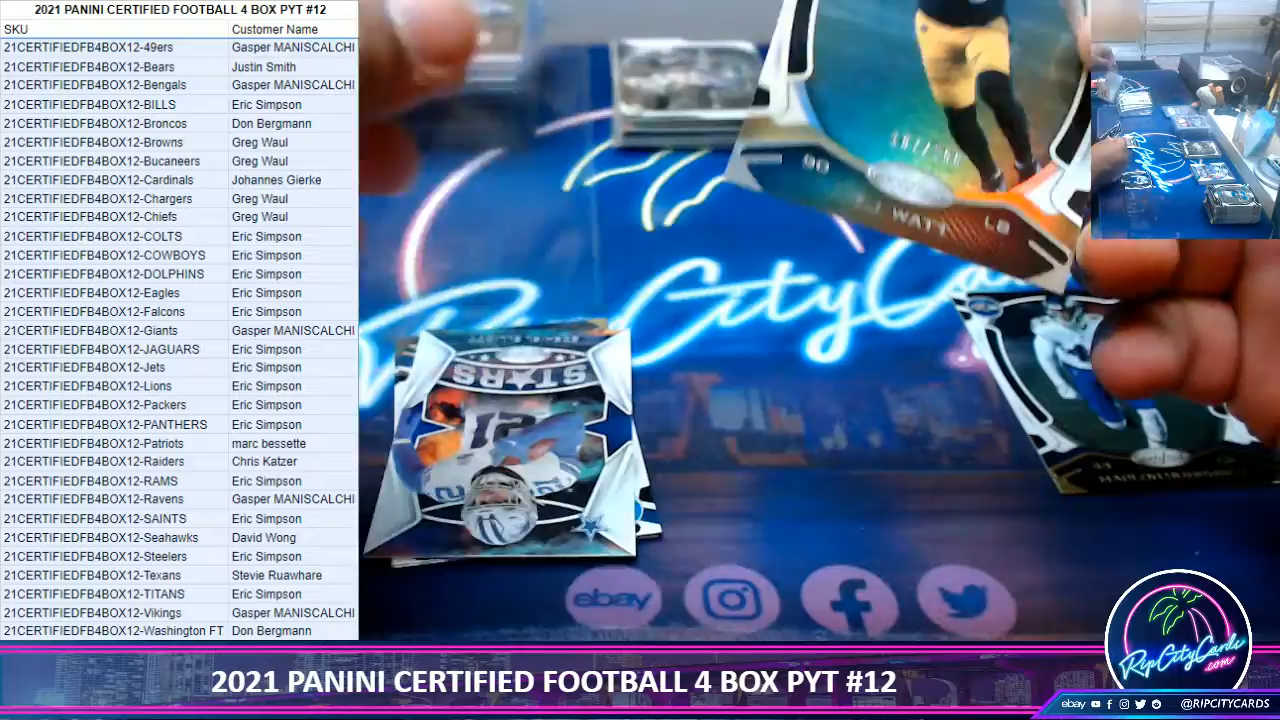 2021 PANINI CERTIFIED FOOTBALL 4 BOX PYT #12
SKU Customer Name
21CERTIFIEDFB4BOX12-49ers Gasper MANISCALCHI
21CERTIFIEDFB4BOX12-Bears Justin Smith
21CERTIFIEDFB4BOX12-Bengals Gasper MANISCALCHI
21CERTIFIEDFB4BOX12-BILLS Eric Simpson
21CERTIFIEDFB4BOX12-Broncos Don Bergmann
21CERTIFIEDFB4BOX12-Browns Greg Waul
21CERTIFIEDFB4BOX12-Bucaneers Greg Waul
21CERTIFIEDFB4BOX12-Cardinals Johannes Gierke
21CERTIFIEDFB4BOX12-Chargers Greg Waul
21CERTIFIEDFB4BOX12-Chiefs Greg Waul
21CERTIFIEDFB4BOX12-COLTS Eric Simpson
21CERTIFIEDFB4BOX12-COWBOYS Eric Simpson
21CERTIFIEDFB4BOX12-DOLPHINS Eric Simpson
21CERTIFIEDFB4BOX12-Eagles Eric Simpson
21CERTIFIEDFB4BOX12-Falcons Eric Simpson
21CERTIFIEDFB4BOX12-Giants Gasper MANISCALCHI
21CERTIFIEDFB4BOX12-JAGUARS Eric Simpson
21CERTIFIEDFB4BOX12-Jets Eric Simpson
21CERTIFIEDFB4BOX12-Lions Eric Simpson
21CERTIFIEDFB4BOX12-Packers Eric Simpson
21CERTIFIEDFB4BOX12-PANTHERS Eric Simpson
21CERTIFIEDFB4BOX12-Patriots marc bessette
21CERTIFIEDFB4BOX12-Raiders Chris Katzer
21CERTIFIEDFB4BOX12-RAMS Eric Simpson
21CERTIFIEDFB4BOX12-Ravens Gasper MANISCALCHI
21CERTIFIEDFB4BOX12-SAINTS Eric Simpson
21CERTIFIEDFB4BOX12-Seahawks David Wong
21CERTIFIEDFB4BOX12-Steelers Eric Simpson
21CERTIFIEDFB4BOX12-Texans Stevie Ruawhare
21CERTIFIEDFB4BOX12-TITANS Eric Simpson
21CERTIFIEDFB4BOX12-Vikings Gasper MANISCALCHI
21CERTIFIEDFB4BOX12-Washington FT Don Bergmann
90 WATT LB
RipCityCards
STARS
21
ebay
RipCityCards
.com
2021 PANINI CERTIFIED FOOTBALL 4 BOX PYT #12
ebay @RIPCITYCARDS